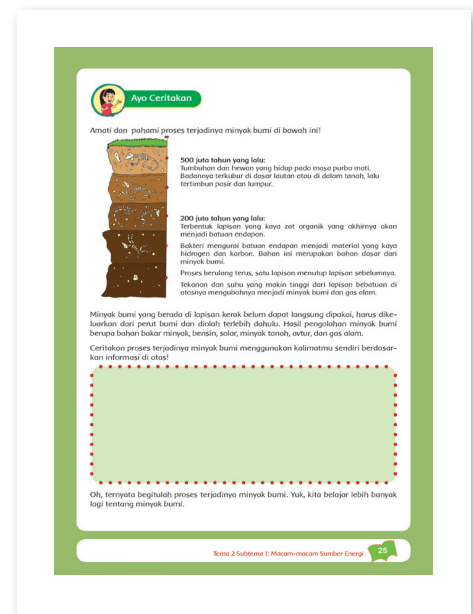 Ayo Ceritakan
Amati dan pahami proses terjadinya minyak bumi di bawah ini!
500 juta tahun yang lalu:
Tumbuhan dan hewan yang hidup pada masa purba mati.
Badannya terkubur di dasar lautan atau di dalam tanah, lalu
tertimbun pasir dan lumpur.
200 juta tahun yang lalu:
Terbentuk lapisan yang kaya zat organik yang akhirnya akan
menjadi batuan endapan.
Bakteri mengurai batuan endapan menjadi material yang kaya
hidrogen dan karbon. Bahan ini merupakan bahan dasar dari
minyak bumi.
Proses berulang terus, satu lapisan menutup lapisan sebelumnya.
Tekanan dan suhu yang makin tinggi dari lapisan bebatuan di
atasnya mengubahnya menjadi minyak bumi dan gas alam.
Minyak bumi yang berada di lapisan kerak belum dapat langsung dipakai, harus dike-
luarkan dari perut bumi dan diolah terlebih dahulu. Hasil pengolahan minyak bumi
berupa bahan bakar minyak, bensin, solar, minyak tanah, avtur, dan gas alam.
Ceritakan proses terjadinya minyak bumi menggunakan kalimatmu sendiri berdasar-
kan informasi di atas!
Oh, ternyata begitulah proses terjadinya minyak bumi. Yuk, kita belajar lebih banyak
lagi tentang minyak bumi.
Tema 2 Subtema 1: Macam-macam Sumber Energi
25